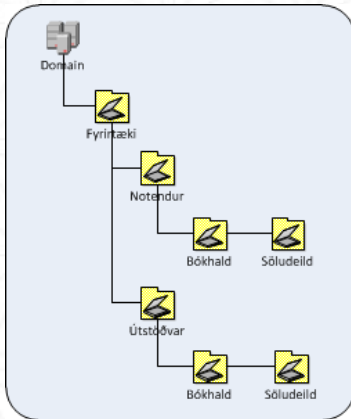 Domain
Fyrirtæki
Notendur
Bókhald
Söludeild
Útstöðvar
Bókhald
Söludeild